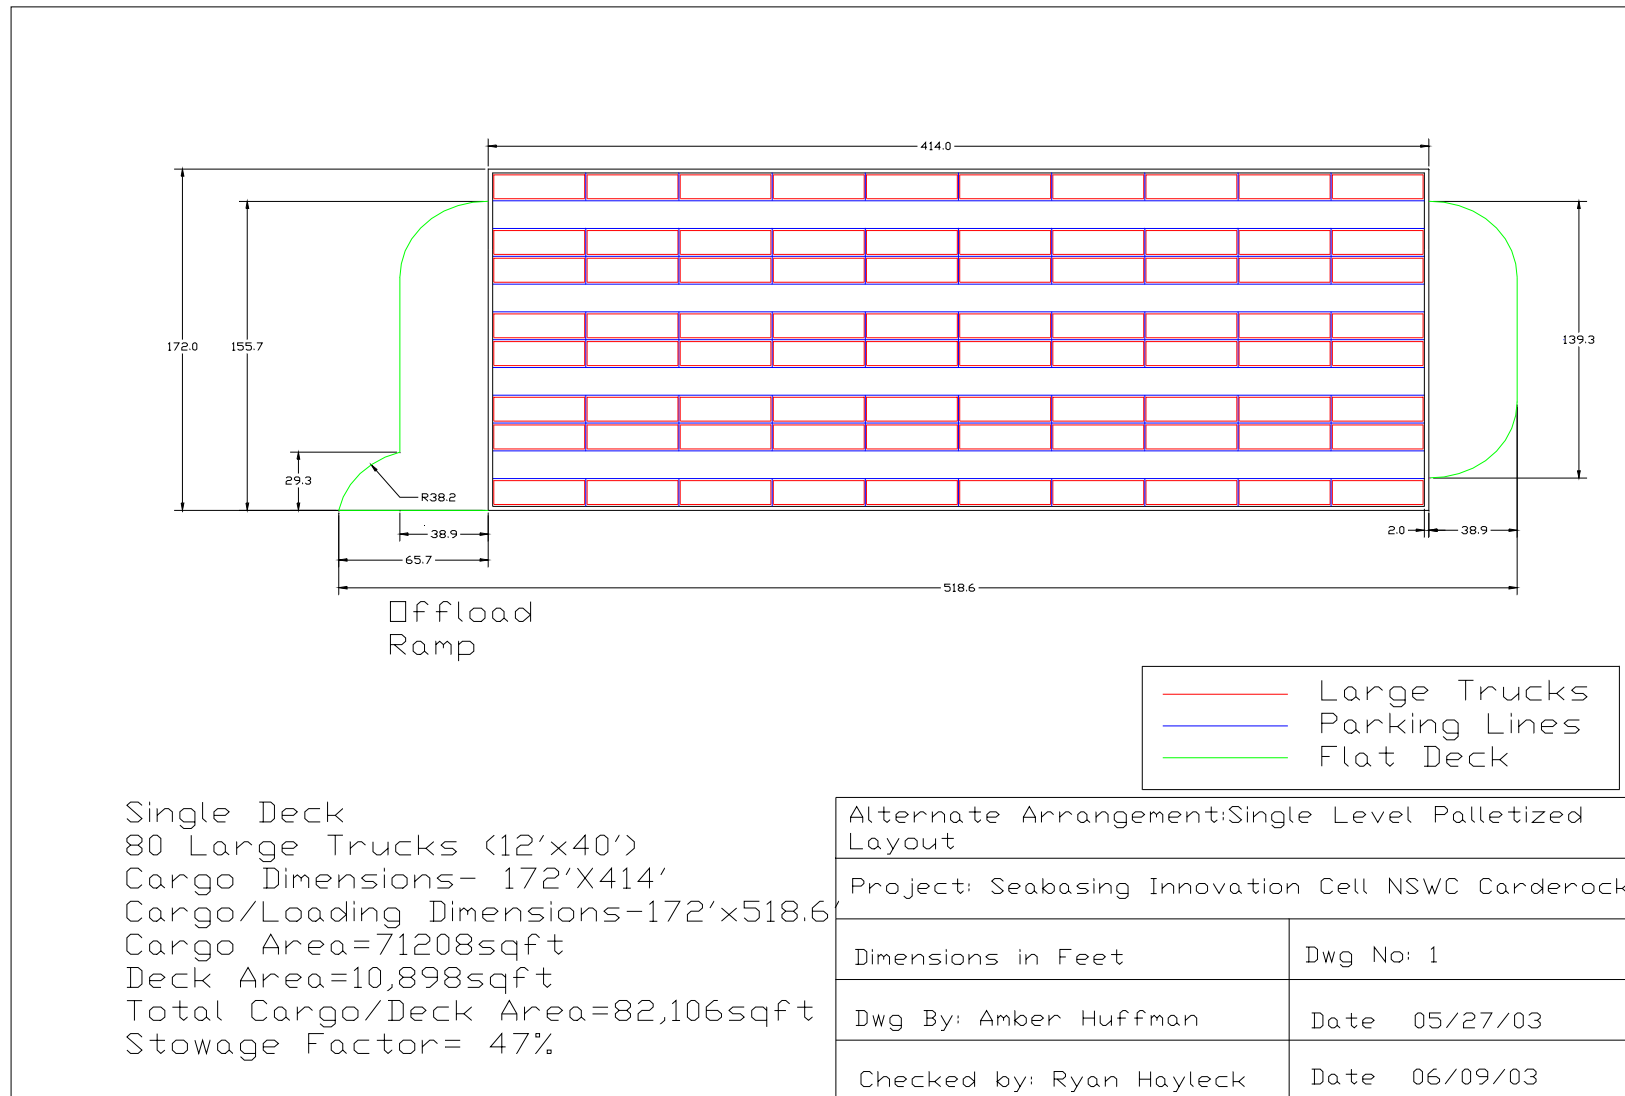 414.0
172.0
155.7
139.3
29.3
R38.2
38.9
65.7
2.0
38.9
518.6
Offload
Ramp
Large Trucks
Parking Lines
Flat Deck
Single Deck
80 Large Trucks (12'x40')
Cargo Dimensions- 172'X414'
Cargo/Loading Dimensions-172'x518.6'
Cargo Area=71208sqft
Deck Area=10,898sqft
Total Cargo/Deck Area=82,106sqft
Stowage Factor= 47%
Alternate Arrangement:Single Level Palletized
Layout
Project: Seabasing Innovation Cell NSWC Carderock
Dimensions in Feet
Dwg No: 1
Dwg By: Amber Huffman
Date 05/27/03
Checked by: Ryan Hayleck
Date 06/09/03